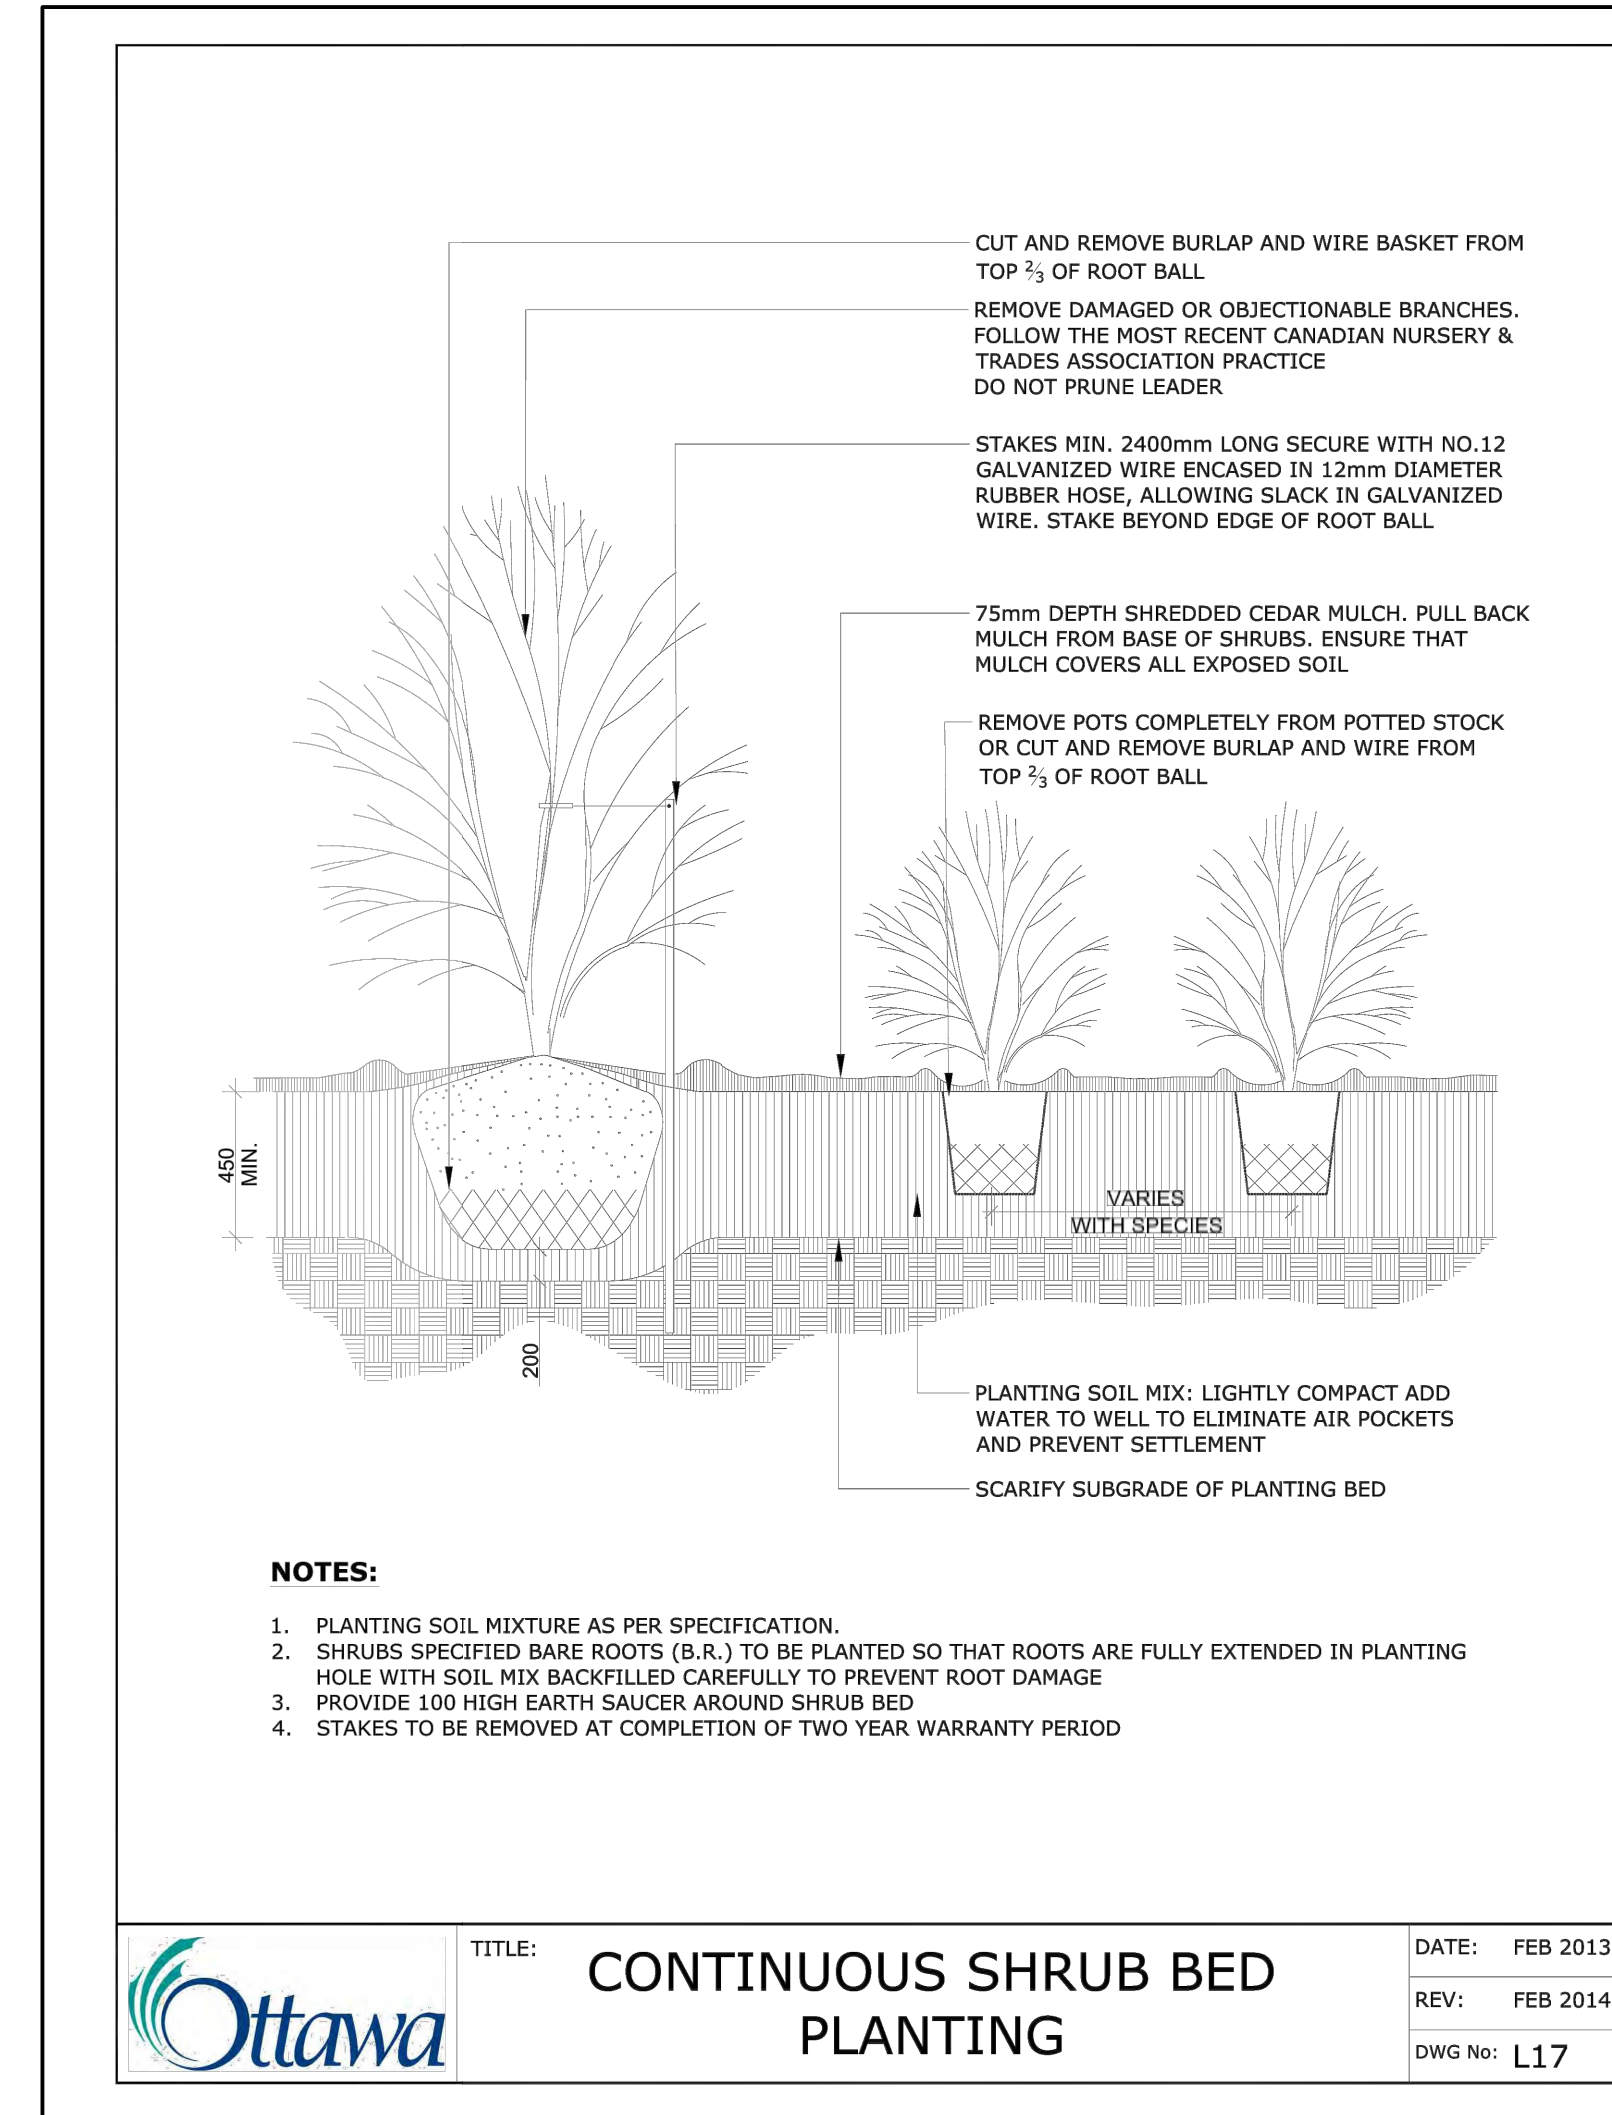 CUT AND REMOVE BURLAP AND WIRE BASKET FROM
TOP ⅔ OF ROOT BALL
REMOVE DAMAGED OR OBJECTIONABLE BRANCHES.
FOLLOW THE MOST RECENT CANADIAN NURSERY &
TRADES ASSOCIATION PRACTICE
DO NOT PRUNE LEADER
STAKES MIN. 2400mm LONG SECURE WITH NO.12
GALVANIZED WIRE ENCASED IN 12mm DIAMETER
RUBBER HOSE, ALLOWING SLACK IN GALVANIZED
WIRE. STAKE BEYOND EDGE OF ROOT BALL
75mm DEPTH SHREDDED CEDAR MULCH. PULL BACK
MULCH FROM BASE OF SHRUBS. ENSURE THAT
MULCH COVERS ALL EXPOSED SOIL
REMOVE POTS COMPLETELY FROM POTTED STOCK
OR CUT AND REMOVE BURLAP AND WIRE FROM
TOP ⅔ OF ROOT BALL
450
MIN.
VARIES
WITH SPECIES
200
PLANTING SOIL MIX: LIGHTLY COMPACT ADD
WATER TO WELL TO ELIMINATE AIR POCKETS
AND PREVENT SETTLEMENT
SCARIFY SUBGRADE OF PLANTING BED
NOTES:
1. PLANTING SOIL MIXTURE AS PER SPECIFICATION.
2. SHRUBS SPECIFIED BARE ROOTS (B.R.) TO BE PLANTED SO THAT ROOTS ARE FULLY EXTENDED IN PLANTING
HOLE WITH SOIL MIX BACKFILLED CAREFULLY TO PREVENT ROOT DAMAGE
3. PROVIDE 100 HIGH EARTH SAUCER AROUND SHRUB BED
4. STAKES TO BE REMOVED AT COMPLETION OF TWO YEAR WARRANTY PERIOD
Ottawa
TITLE:
CONTINUOUS SHRUB BED
PLANTING
DATE: FEB 2013
REV: FEB 2014
DWG No: L17